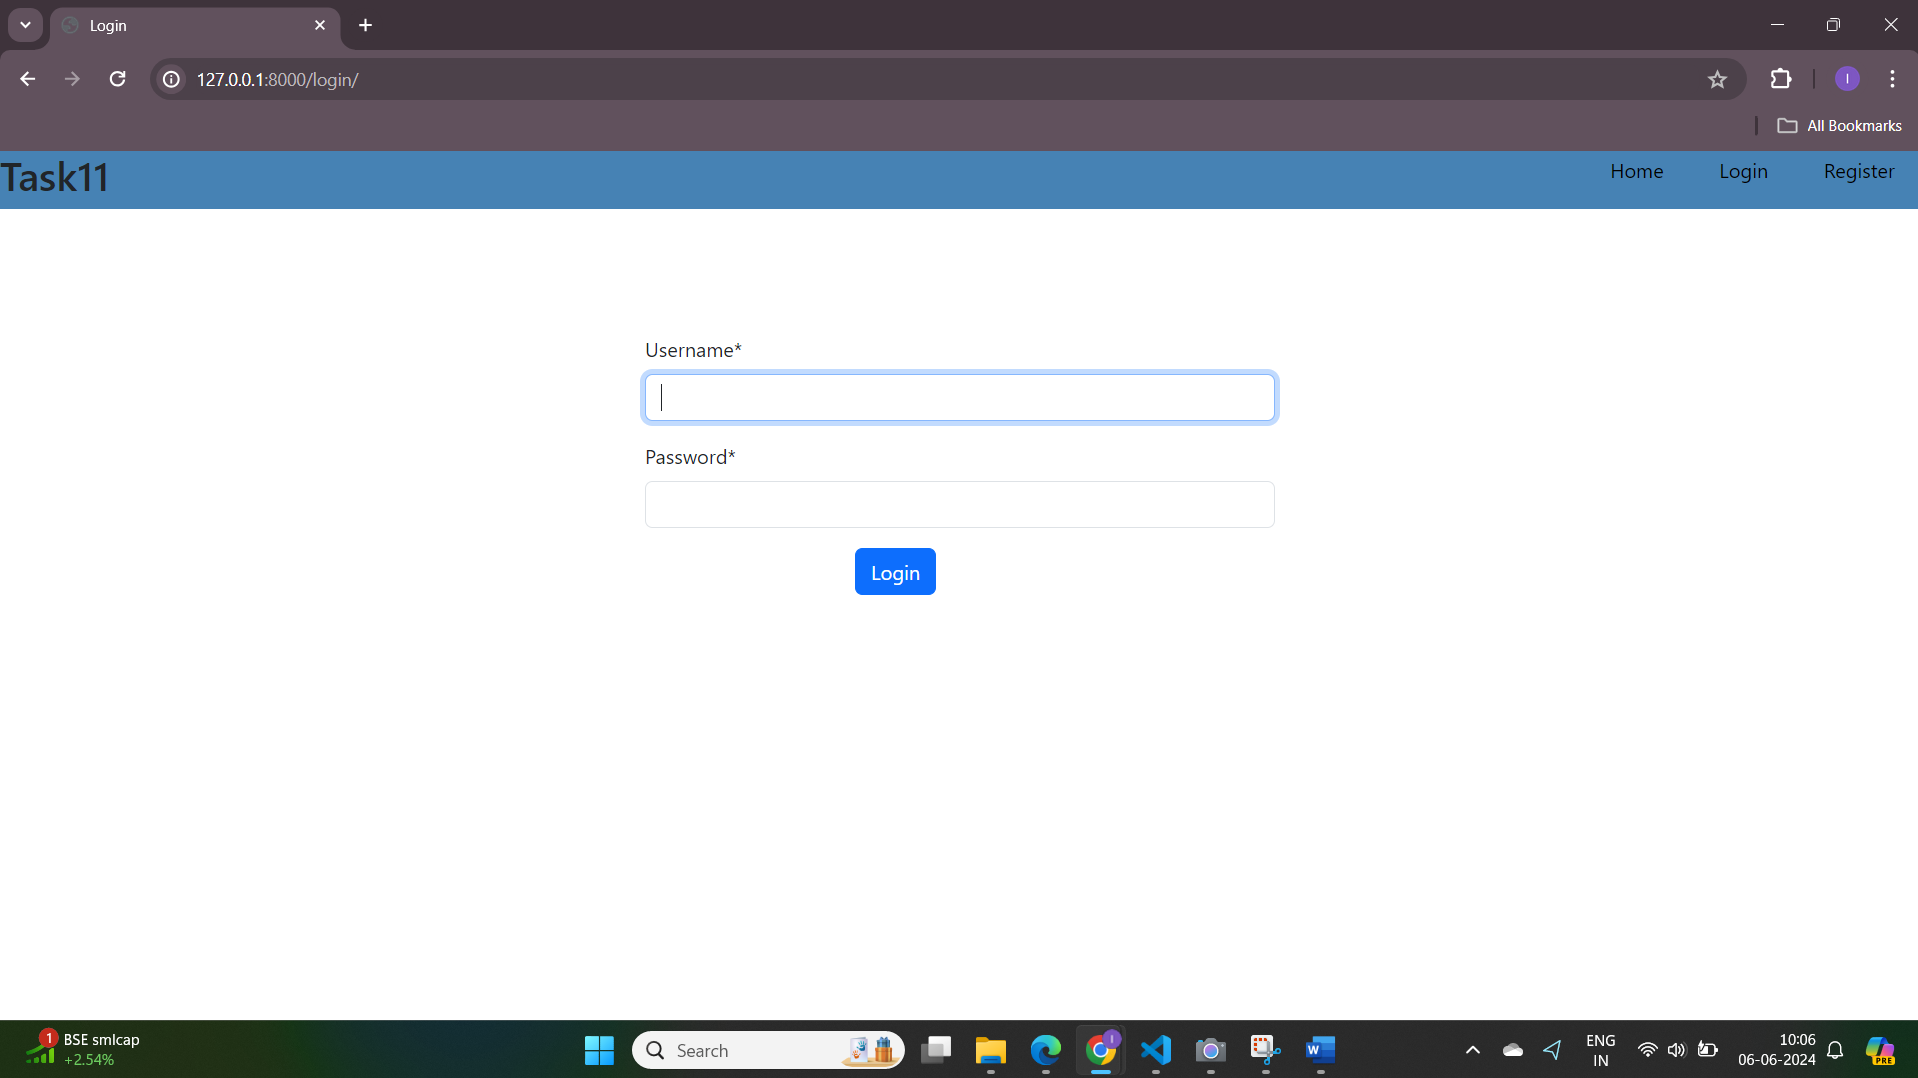 Login
127.0.0.1:8000/login/
I
All Bookmarks
Task11
Home Login Register
Username*
Password*
Login
1
BSE smlcap
+2.54%
Search
I
W
ENG
IN
10:06
06-06-2024
PRE